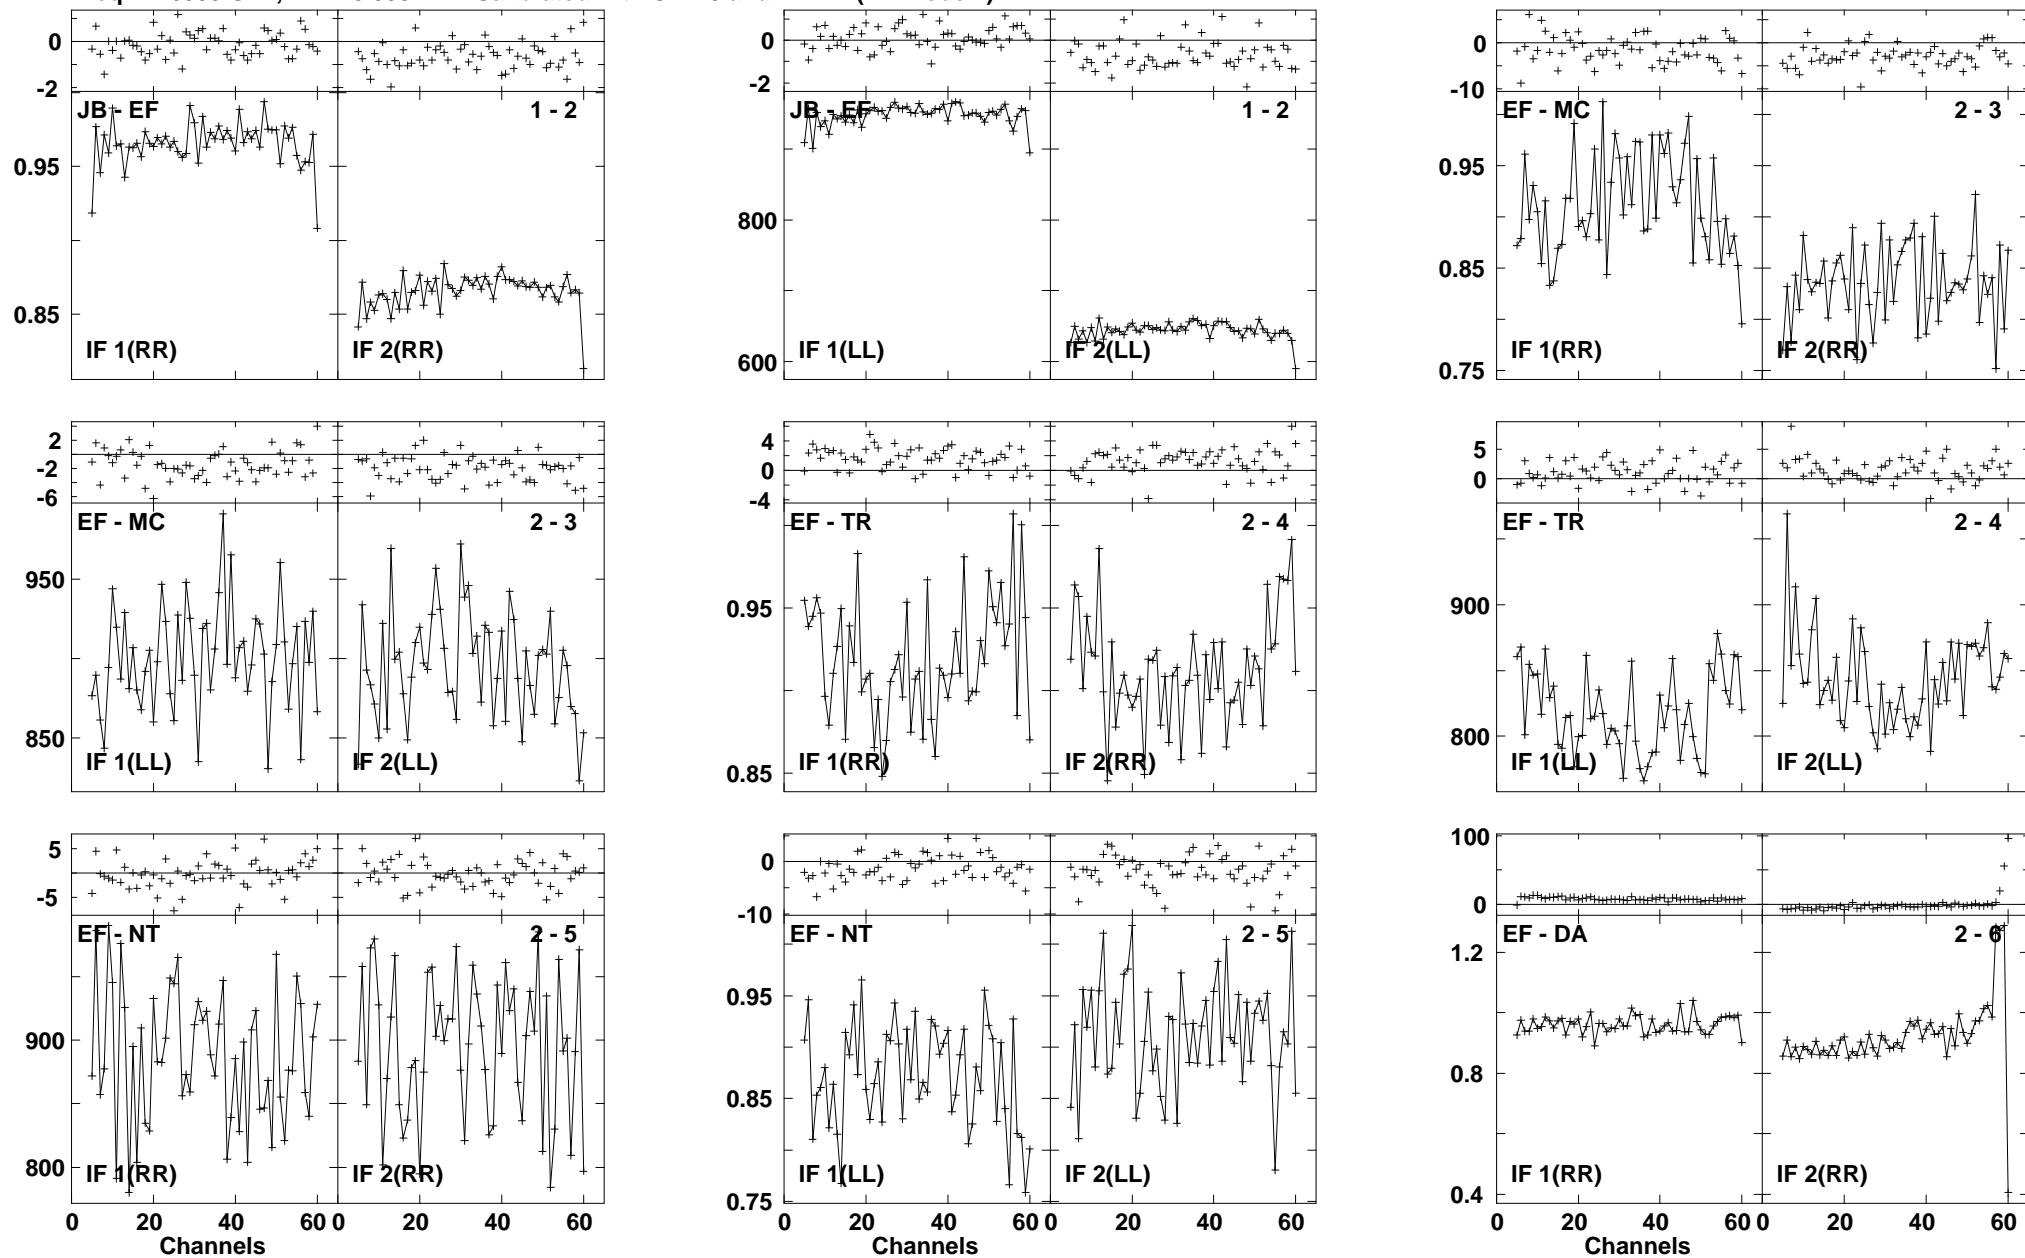 0
-2
JB - EF
1 - 2
0.95
0.85
IF 1(RR)
IF 2(RR)
0
-2
JB - EF
1 - 2
800
600
IF 1(LL)
IF 2(LL)
0
-10
EF - MC
2 - 3
0.95
0.85
0.75
IF 1(RR)
IF 2(RR)
2
-2
-6
EF - MC
2 - 3
950
850
IF 1(LL)
IF 2(LL)
4
0
-4
EF - TR
2 - 4
0.95
0.85
IF 1(RR)
IF 2(RR)
5
0
EF - TR
2 - 4
900
800
IF 1(LL)
IF 2(LL)
5
-5
EF - NT
2 - 5
900
800
IF 1(RR)
IF 2(RR)
0 20 40 60 0 20 40 60
Channels
0
-10
EF - NT
2 - 5
0.95
0.85
0.75
IF 1(LL)
IF 2(LL)
0 20 40 60 0 20 40 60
Channels
100
0
EF - DA
2 - 6
1.2
0.8
0.4
IF 1(RR)
IF 2(RR)
0 20 40 60 0 20 40 60